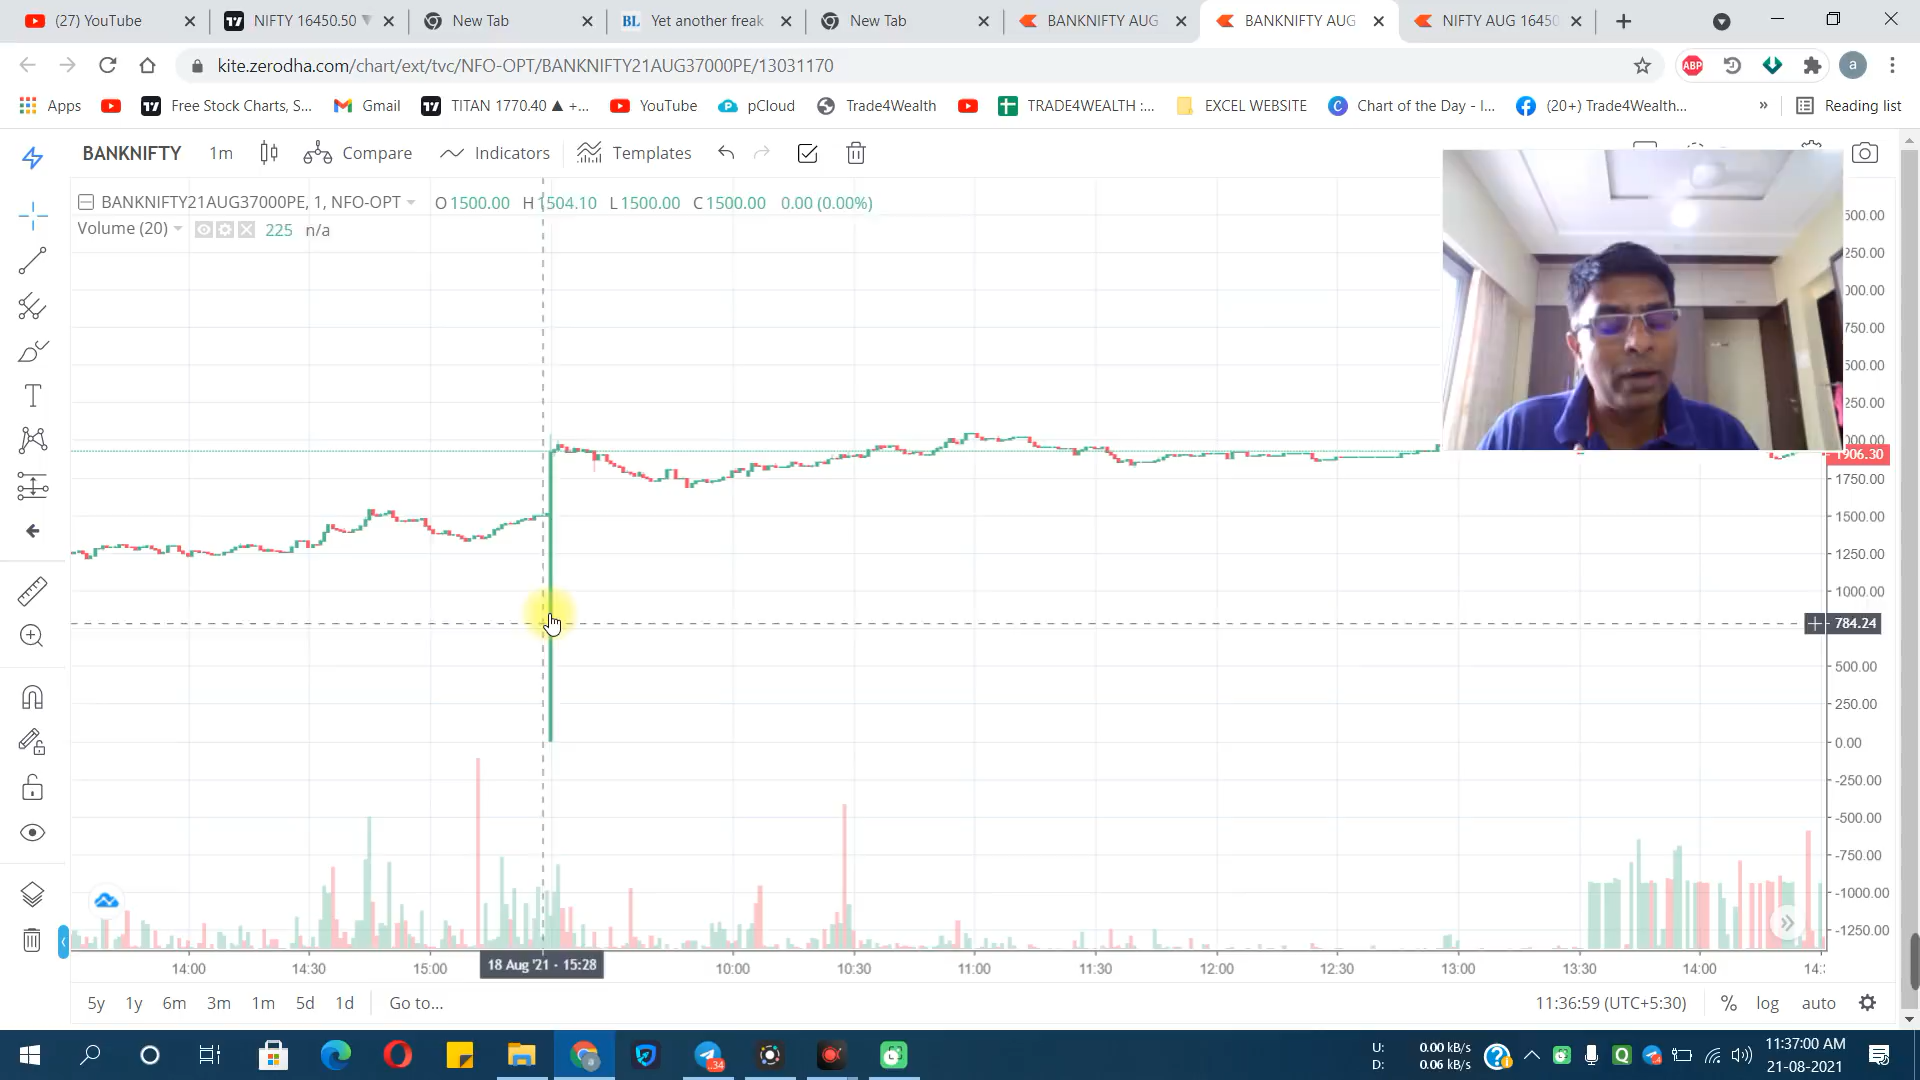 (27) YouTube
NIFTY 16450.50 ▼
New Tab
BL Yet another freak
New Tab
BANKNIFTY AUG
BANKNIFTY AUG
NIFTY AUG 16450
kite.zerodha.com/chart/ext/tvc/NFO-OPT/BANKNIFTY21AUG37000PE/13031170
ABP
a
Apps
Free Stock Charts, S...
Gmail
TITAN 1770.40 ▲ +...
YouTube
pCloud
Trade4Wealth
TRADE4WEALTH :...
EXCEL WEBSITE
Chart of the Day - I...
(20+) Trade4Wealth...
»
Reading list
BANKNIFTY 1m Compare Indicators Templates
BANKNIFTY21AUG37000PE, 1, NFO-OPT O1500.00 H1504.10 L1500.00 C1500.00 0.00 (0.00%)
Volume (20) 225 n/a
1906.30
1750.00
1500.00
1250.00
1000.00
784.24
500.00
250.00
0.00
-250.00
-500.00
-750.00
-1000.00
-1250.00
14:00 14:30 15:00 18 Aug '21 - 15:28 10:00 10:30 11:00 11:30 12:00 12:30 13:00 13:30 14:00
5y 1y 6m 3m 1m 5d 1d Go to... 11:36:59 (UTC+5:30) % log auto
U: 0.00 kB/s
D: 0.06 kB/s
11:37:00 AM
21-08-2021